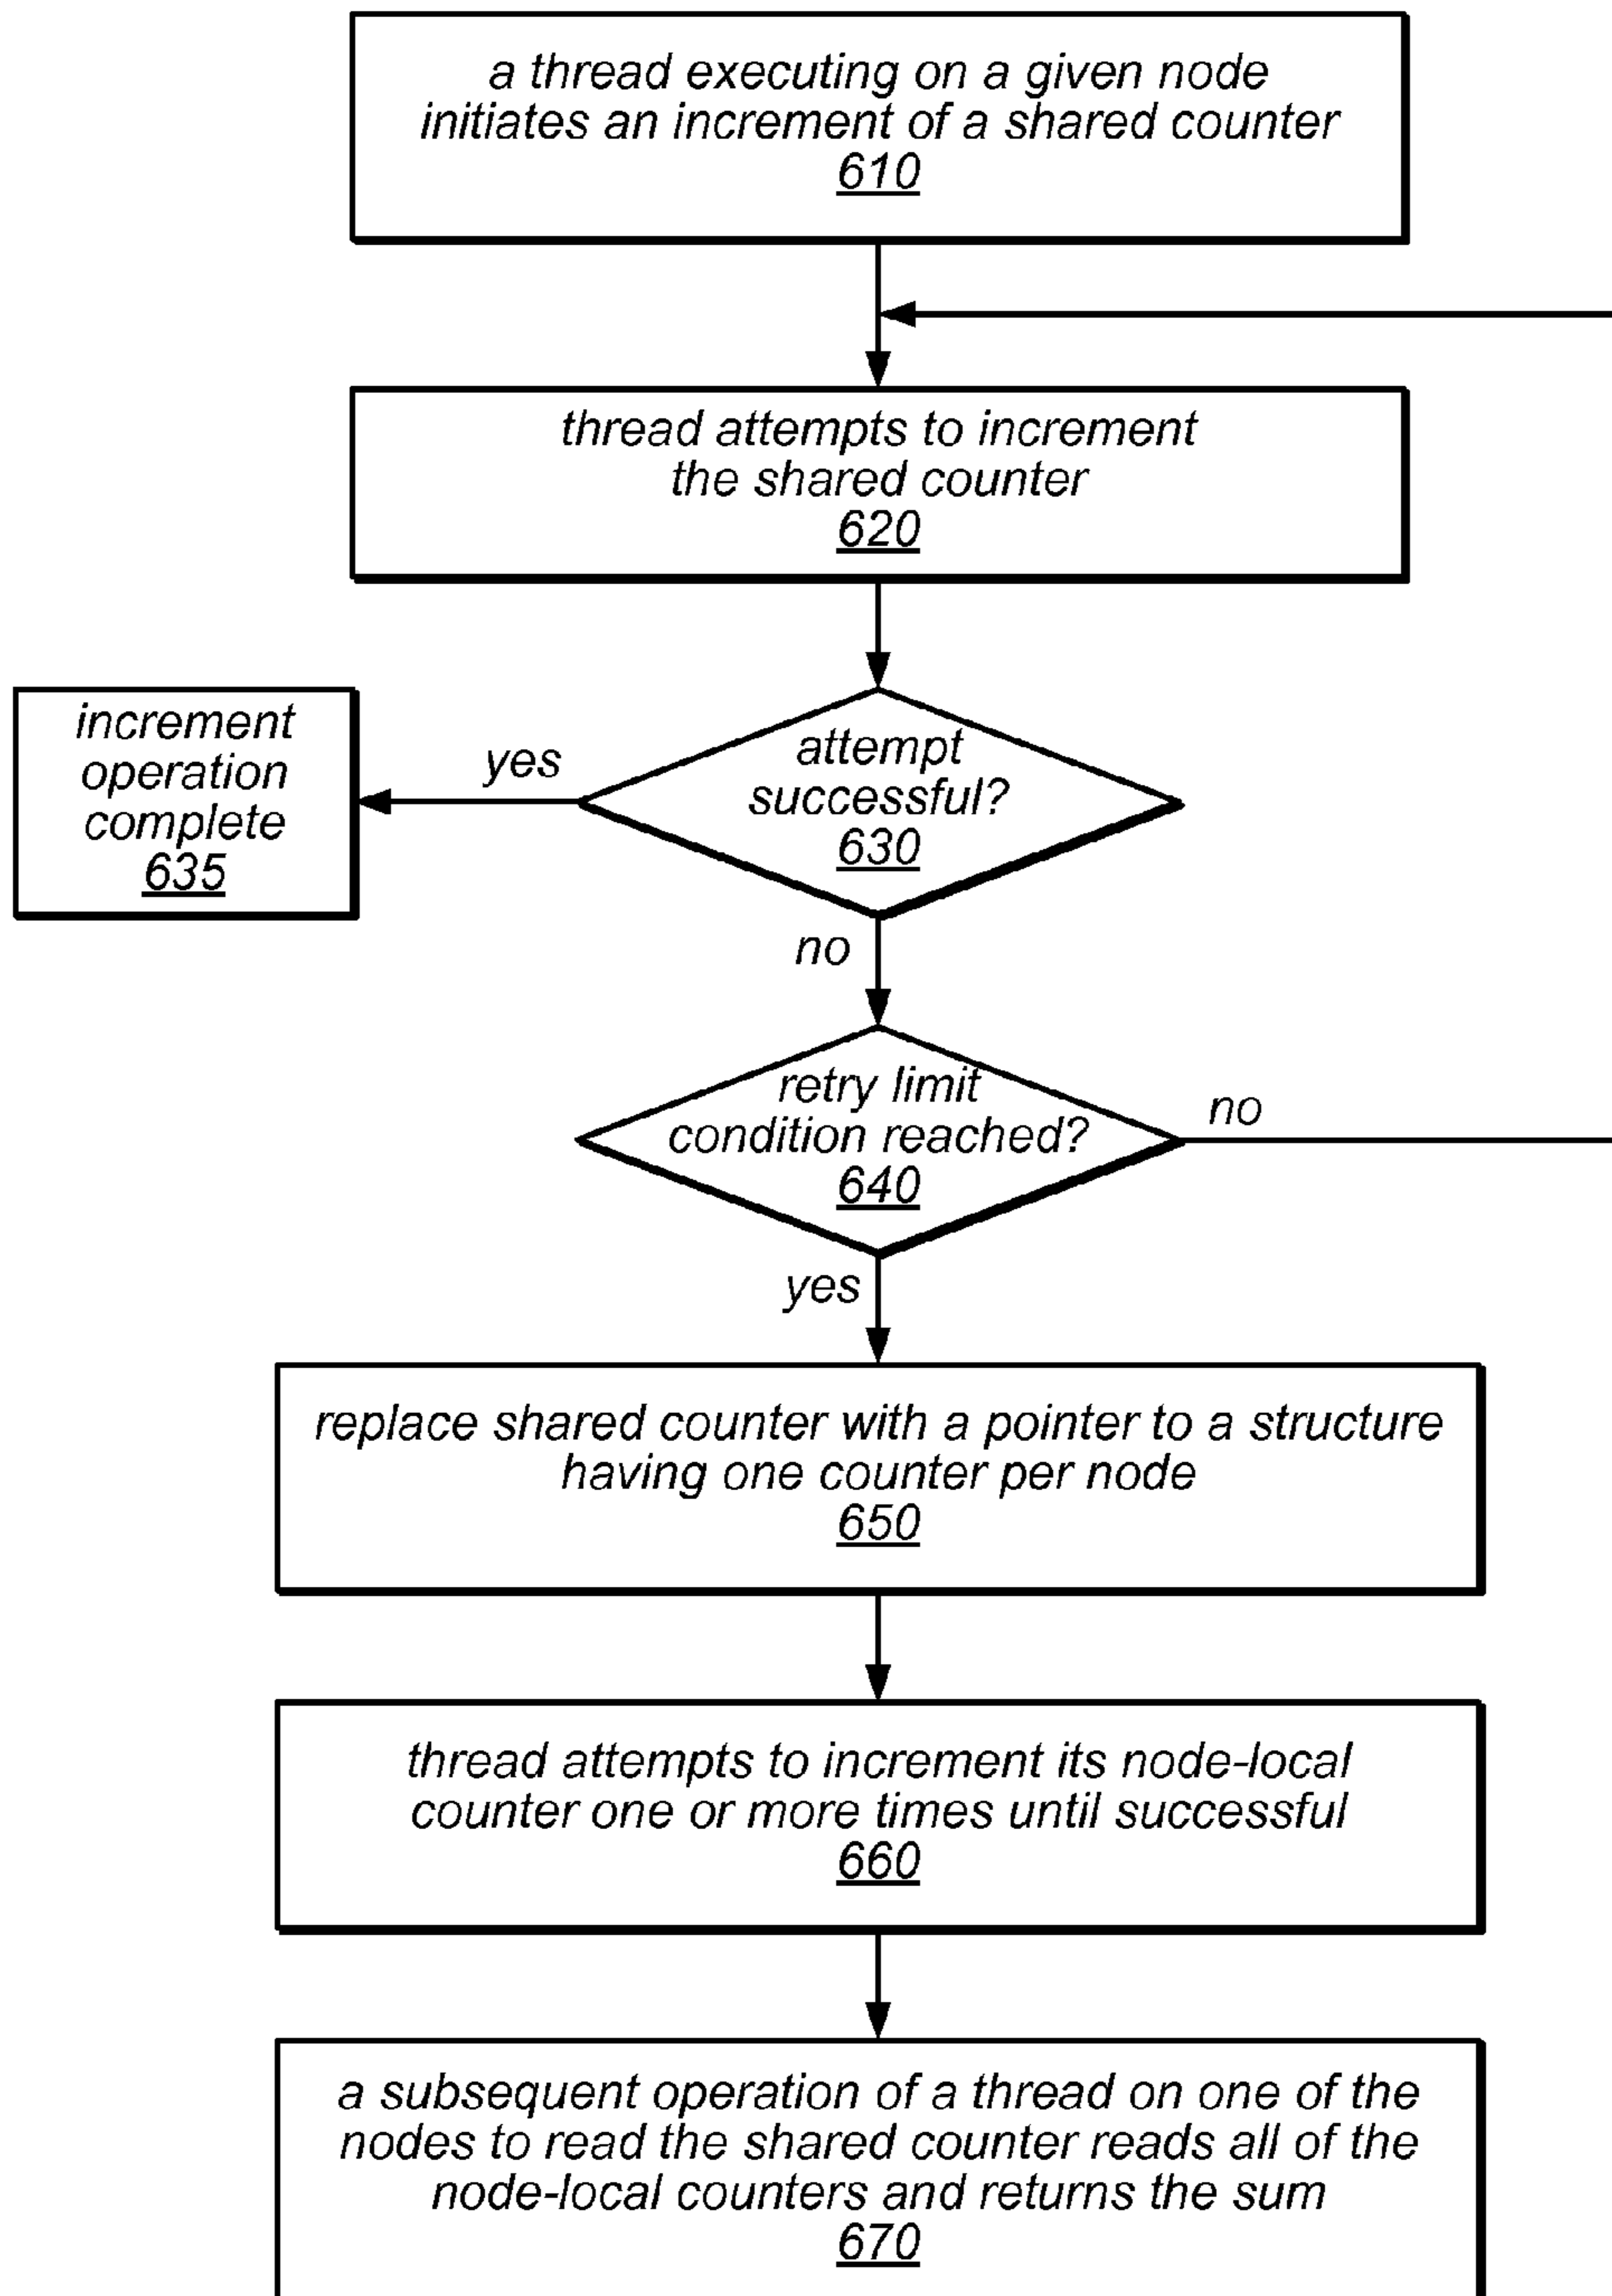 a thread executing on a given node
initiates an increment of a shared counter
610
thread attempts to increment
the shared counter
620
increment
operation
complete
635
yes
attempt
successful?
630
no
retry limit
condition reached?
640
no
yes
replace shared counter with a pointer to a structure
having one counter per node
650
thread attempts to increment its node-local
counter one or more times until successful
660
a subsequent operation of a thread on one of the
nodes to read the shared counter reads all of the
node-local counters and returns the sum
670